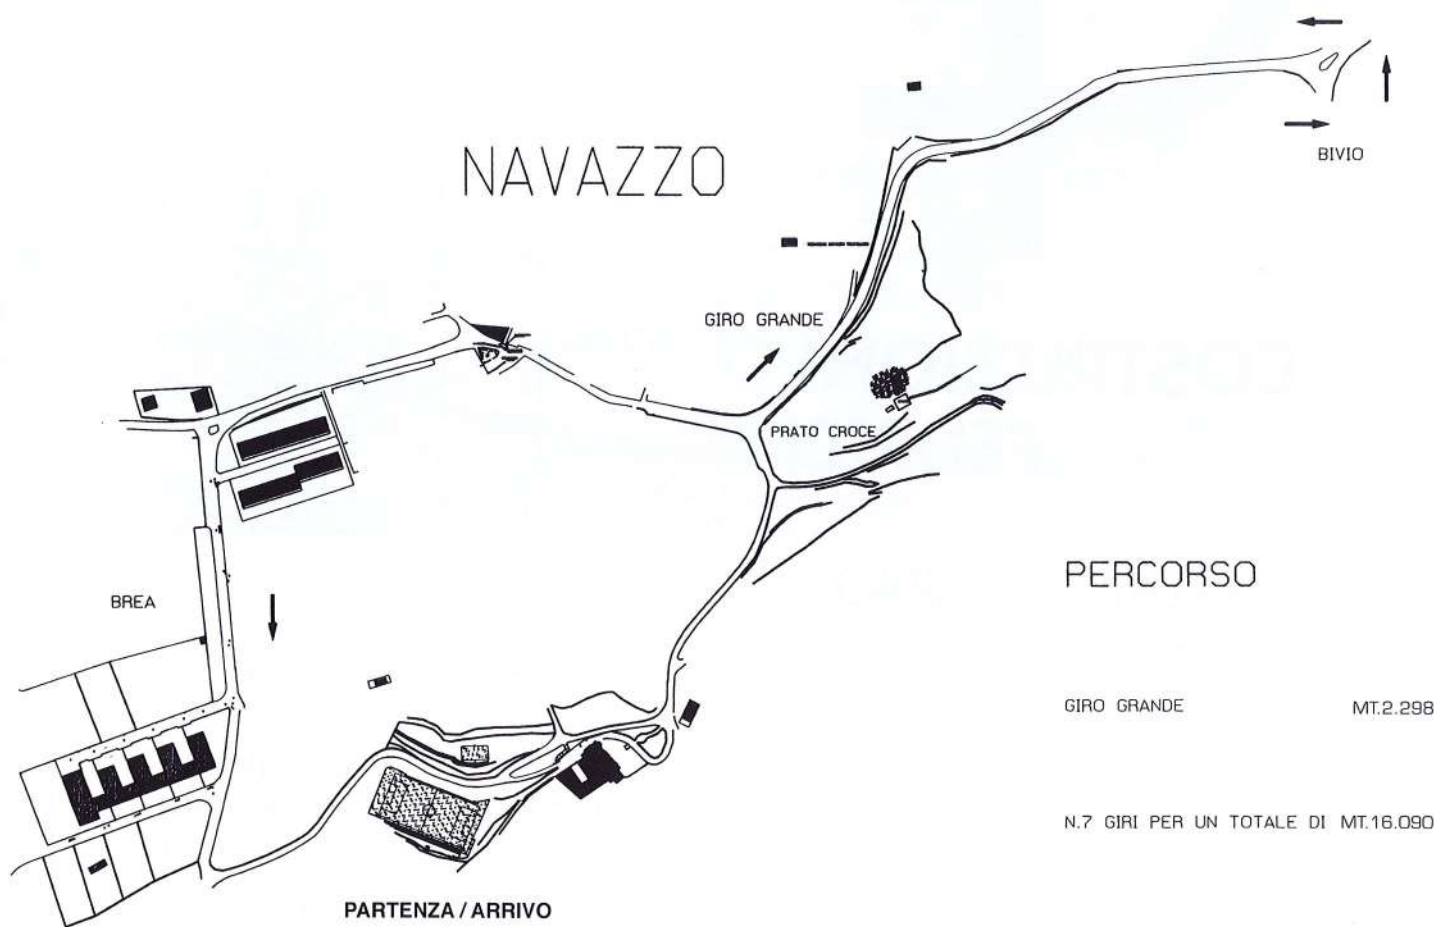 NAVAZZO
BIVIO
GIRO GRANDE
PRATO CROCE
BREA
PERCORSO
GIRO GRANDE MT.2.298
N.7 GIRI PER UN TOTALE DI MT.16.090
PARTENZA / ARRIVO